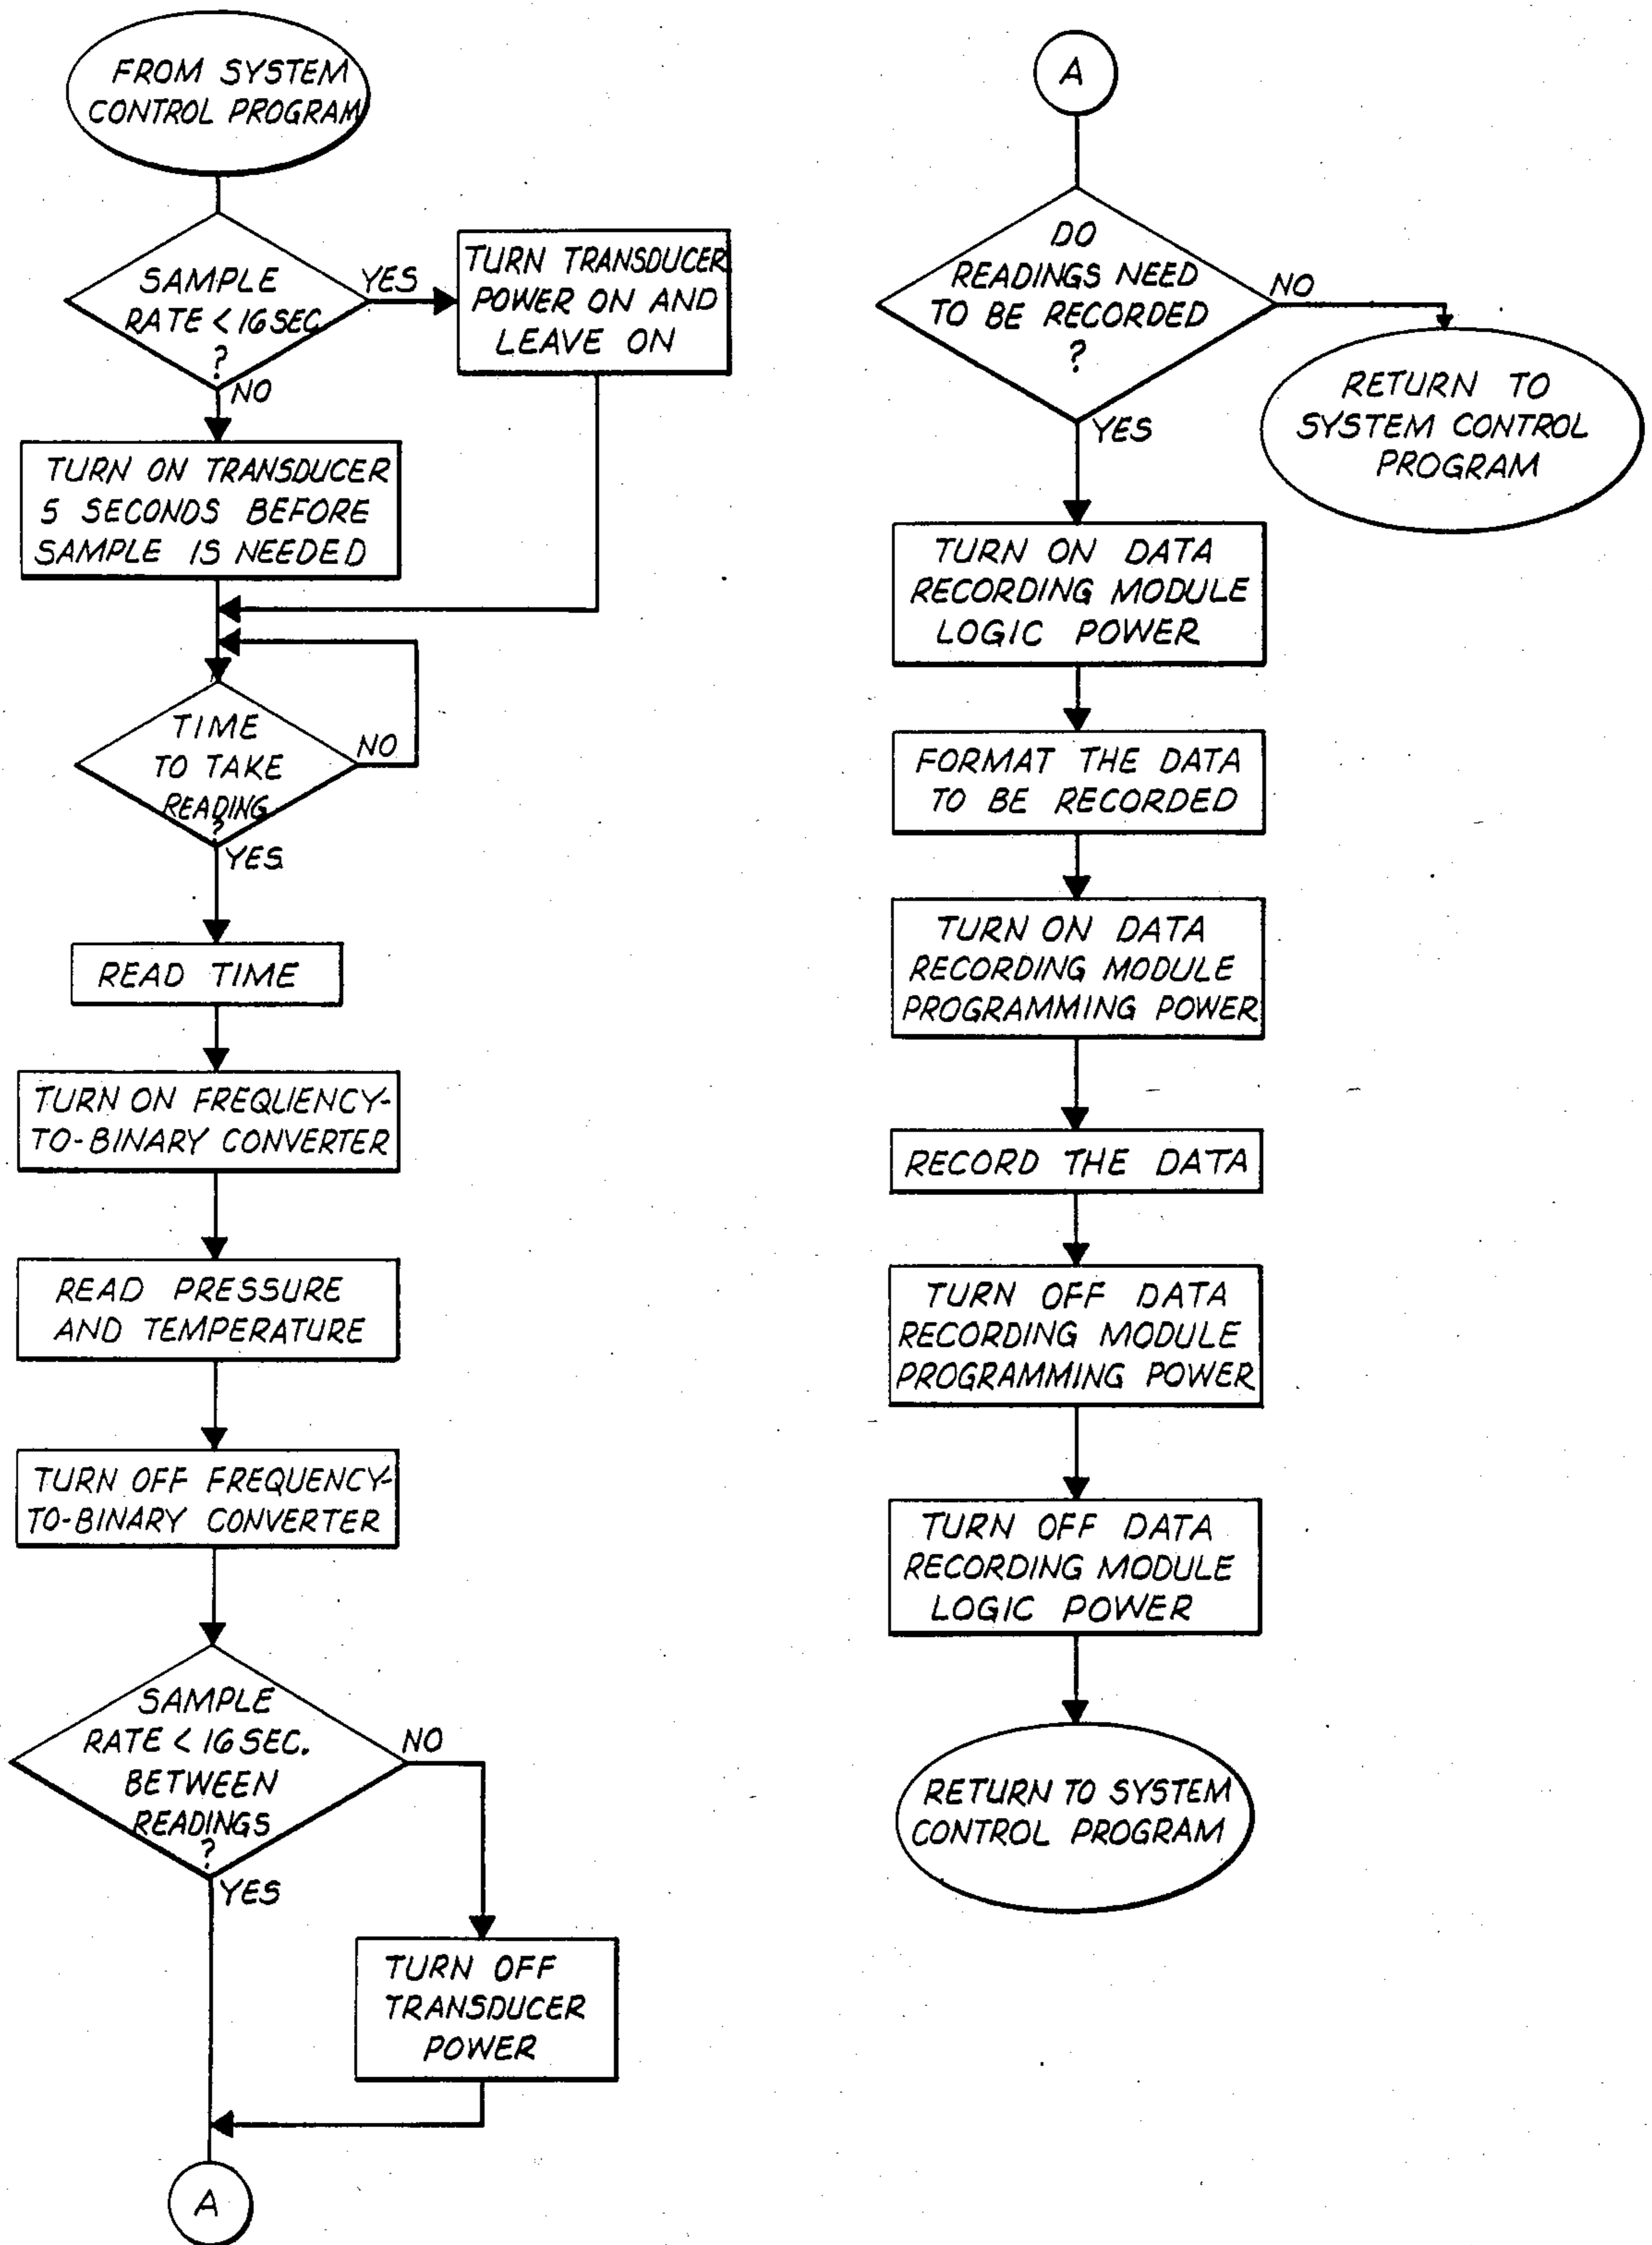 FROM SYSTEM
CONTROL PROGRAM
SAMPLE
RATE < 16 SEC
?
YES
NO
TURN TRANSDUCER
POWER ON AND
LEAVE ON
TURN ON TRANSDUCER
5 SECONDS BEFORE
SAMPLE IS NEEDED
TIME
TO TAKE
READING
?
NO
YES
READ TIME
TURN ON FREQUENCY-
TO-BINARY CONVERTER
READ PRESSURE
AND TEMPERATURE
TURN OFF FREQUENCY-
TO-BINARY CONVERTER
SAMPLE
RATE < 16 SEC.
BETWEEN
READINGS
?
NO
YES
TURN OFF
TRANSDUCER
POWER
A
A
DO
READINGS NEED
TO BE RECORDED
?
NO
YES
RETURN TO
SYSTEM CONTROL
PROGRAM
TURN ON DATA
RECORDING MODULE
LOGIC POWER
FORMAT THE DATA
TO BE RECORDED
TURN ON DATA
RECORDING MODULE
PROGRAMMING POWER
RECORD THE DATA
TURN OFF DATA
RECORDING MODULE
PROGRAMMING POWER
TURN OFF DATA
RECORDING MODULE
LOGIC POWER
RETURN TO SYSTEM
CONTROL PROGRAM